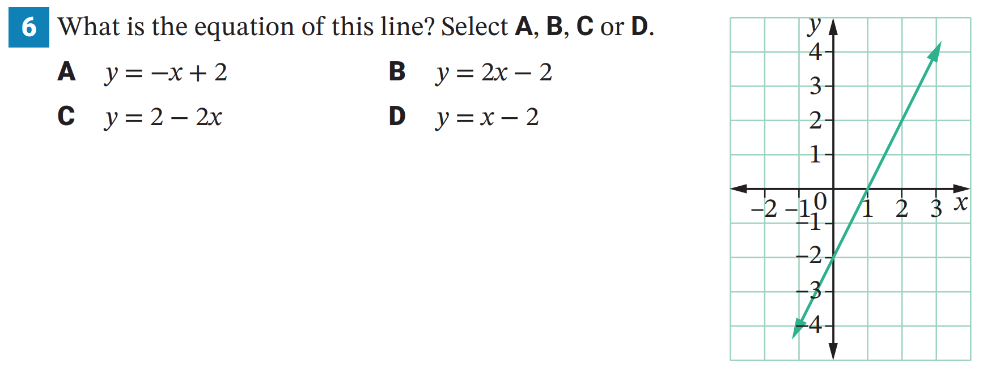 6 What is the equation of this line? Select A, B, C or D.
A y = −x + 2 B y = 2x − 2
C y = 2 − 2x D y = x − 2
y
4
3
2
1
−2 −1 0 1 2 3 x
−1
−2
−3
−4